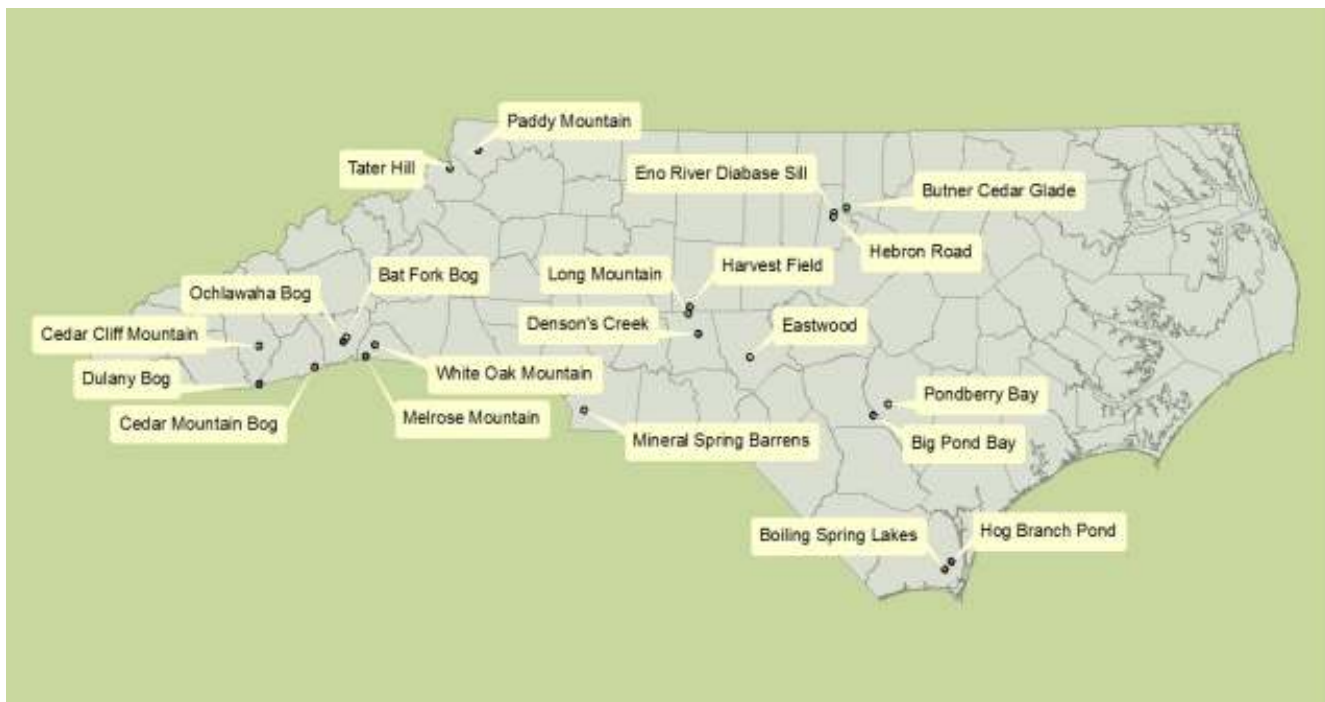 Paddy Mountain
Tater Hill
Eno River Diabase Sill
Butner Cedar Glade
Hebron Road
Harvest Field
Long Mountain
Bat Fork Bog
Ochlawaha Bog
Denson's Creek
Eastwood
Cedar Cliff Mountain
White Oak Mountain
Dulany Bog
Pondberry Bay
Melrose Mountain
Cedar Mountain Bog
Mineral Spring Barrens
Big Pond Bay
Hog Branch Pond
Boiling Spring Lakes